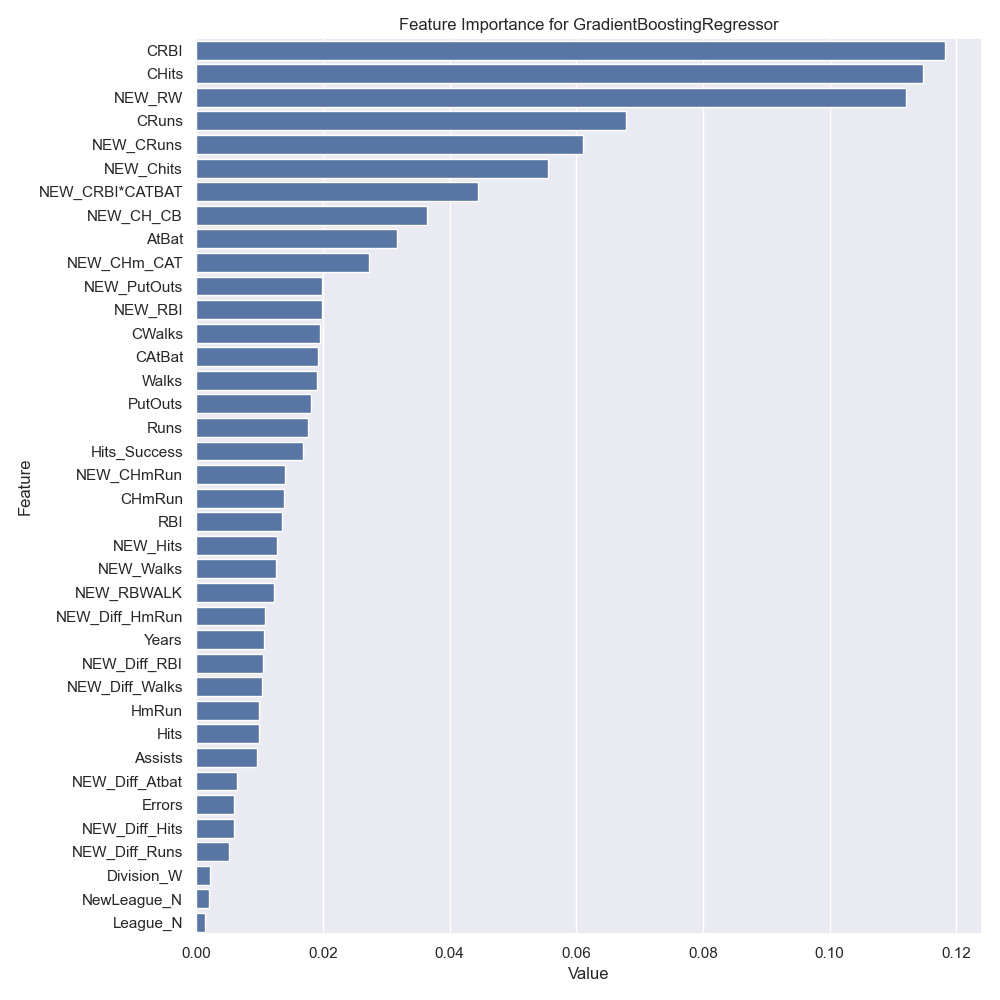 Feature Importance for GradientBoostingRegressor
CRBI
CHits
NEW_RW
CRuns
NEW_CRuns
NEW_Chits
NEW_CRBI*CATBAT
NEW_CH_CB
AtBat
NEW_CHm_CAT
NEW_PutOuts
NEW_RBI
CWalks
CAtBat
Walks
PutOuts
Runs
Hits_Success
NEW_CHmRun
CHmRun
RBI
NEW_Hits
NEW_Walks
NEW_RBWALK
NEW_Diff_HmRun
Years
NEW_Diff_RBI
NEW_Diff_Walks
HmRun
Hits
Assists
NEW_Diff_Atbat
Errors
NEW_Diff_Hits
NEW_Diff_Runs
Division_W
NewLeague_N
League_N
Feature
0.00 0.02 0.04 0.06 0.08 0.10 0.12
Value